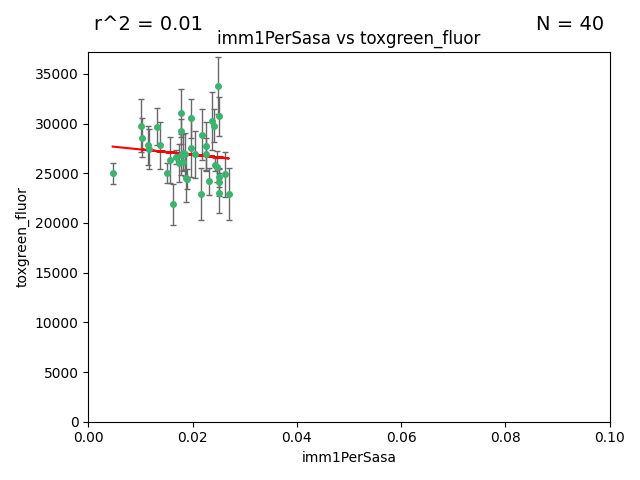 r^2 = 0.01
N = 40
imm1PerSasa vs toxgreen_fluor
35000
30000
25000
20000
15000
10000
5000
0
toxgreen_fluor
0.00
0.02
0.04
0.06
0.08
0.10
imm1PerSasa